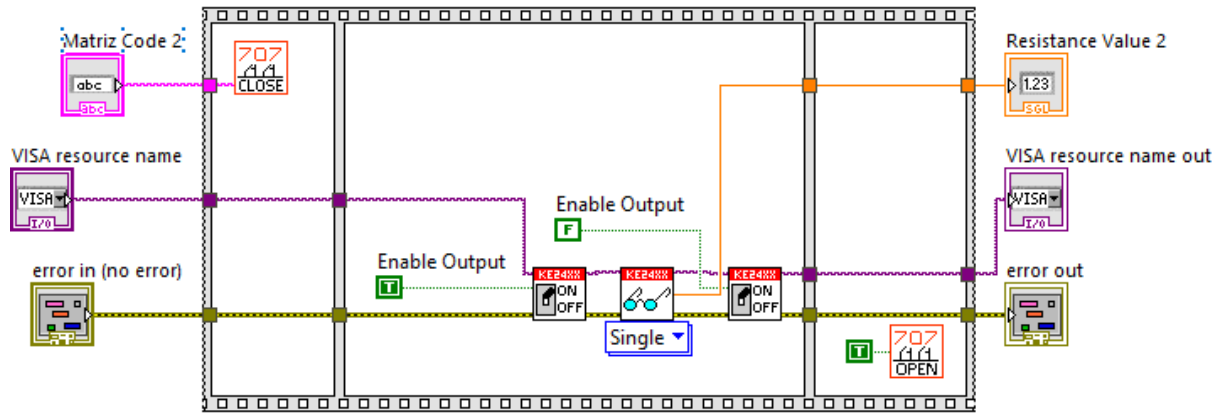 Matriz Code 2
abc
abc
707
CLOSE
Resistance Value 2
1.23
SGL
VISA resource name
VISA
I/O
VISA resource name out
VISA
I/O
Enable Output
F
Enable Output
T
KE24XX
ON
OFF
KE24XX
Single
KE24XX
ON
OFF
error in (no error)
error out
T
707
OPEN